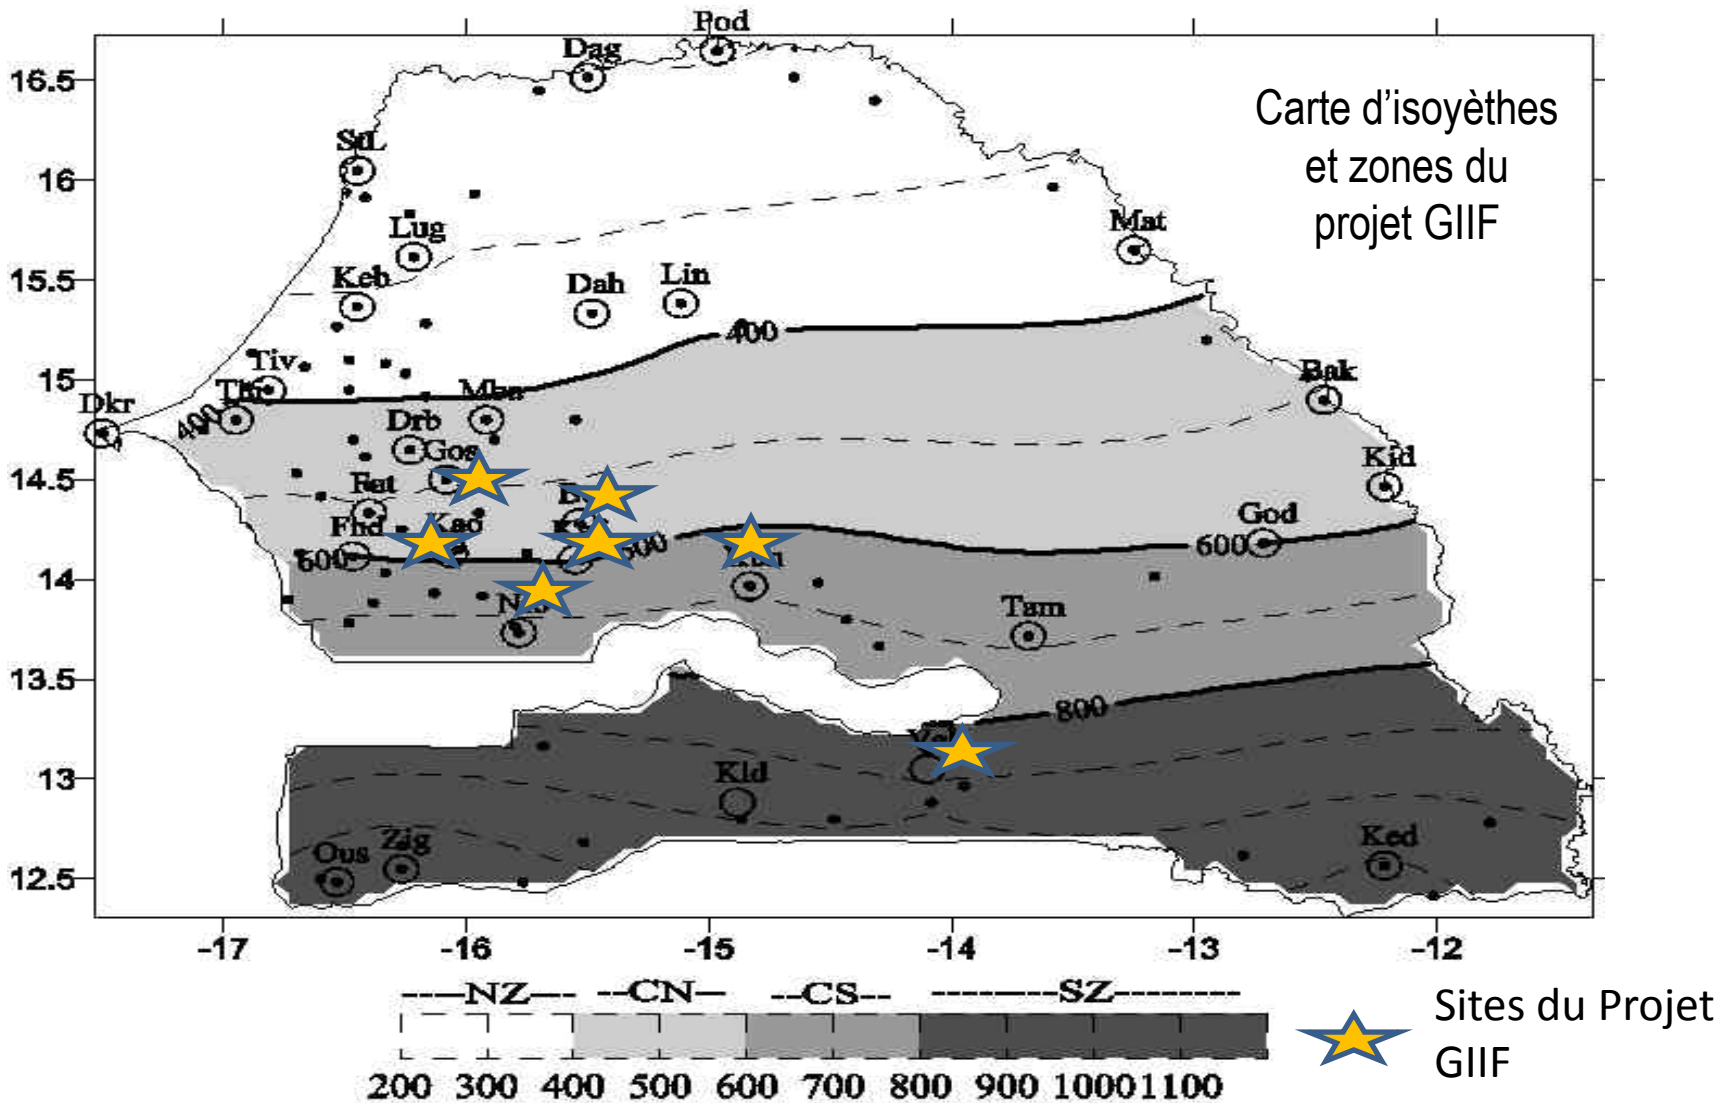 Pod
Dag
16.5
Carte d’isoyèthes
et zones du
projet GIIF
StL
16
Lug
Mat
15.5
Keb
Dah
Lin
400
Tiv
15
Bak
Dkr
400
Drb
Gos
Kid
14.5
Fat
God
Kao
600
600
14
Tam
13.5
800
13
Kld
Ked
Zig
Ous
12.5
-17 -16 -15 -14 -13 -12
NZ CN CS SZ
200 300 400 500 600 700 800 900 1000 1100
Sites du Projet
GIIF